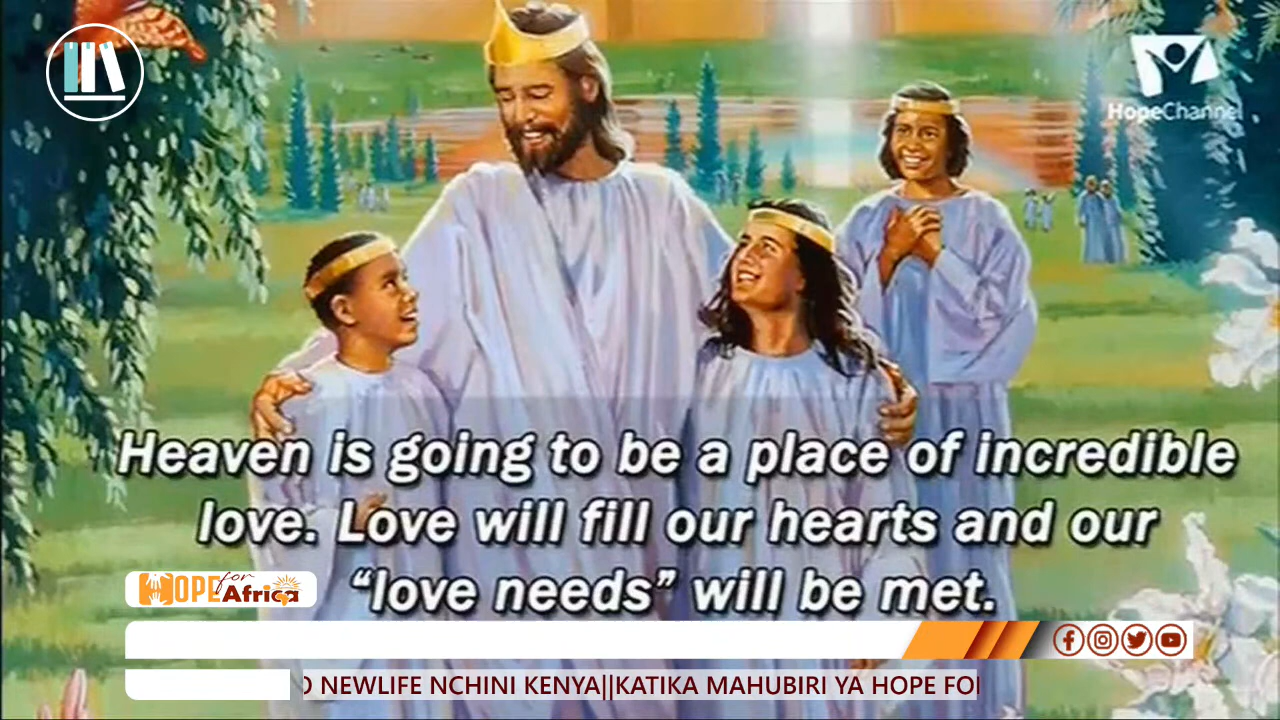 HopeChannel
Heaven is going to be a place of incredible
love. Love will fill our hearts and our
“love needs” will be met.
HOPE for Africa
NEWLIFE NCHINI KENYA||KATIKA MAHUBIRI YA HOPE